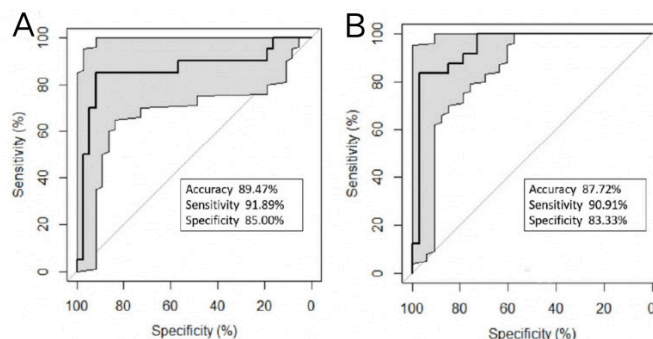 A
B
Sensitivity (%)
100
80
60
40
20
0
Accuracy 89.47%
Sensitivity 91.89%
Specificity 85.00%
100 80 60 40 20 0
Specificity (%)
Sensitivity (%)
100
80
60
40
20
0
Accuracy 87.72%
Sensitivity 90.91%
Specificity 83.33%
100 80 60 40 20 0
Specificity (%)